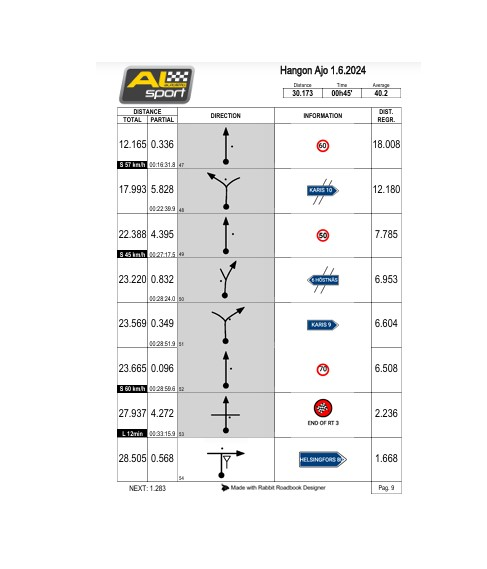 AL
sport
Hangon Ajo 1.6.2024
Distance Time Average
30.173 00h45' 40.2
DISTANCE DIRECTION INFORMATION DIST. REGR.
TOTAL PARTIAL
12.165 0.336 60 18.008
S 57 km/h 00:16:31.8 47
17.993 5.828 KARIS 10 12.180
00:22:39.9 48
22.388 4.395 50 7.785
S 45 km/h 00:27:17.5 49
23.220 0.832 6 HÖSTNÄS 6.953
00:28:24.0 50
23.569 0.349 KARIS 9 6.604
00:28:51.9 51
23.665 0.096 70 6.508
S 60 km/h 00:28:59.6 52
27.937 4.272 2.236
END OF RT 3
L 12min 00:33:15.9 53
28.505 0.568 HELSINGFORS 80 1.668
54
NEXT: 1.283 Made with Rabbit Roadbook Designer Pag. 9